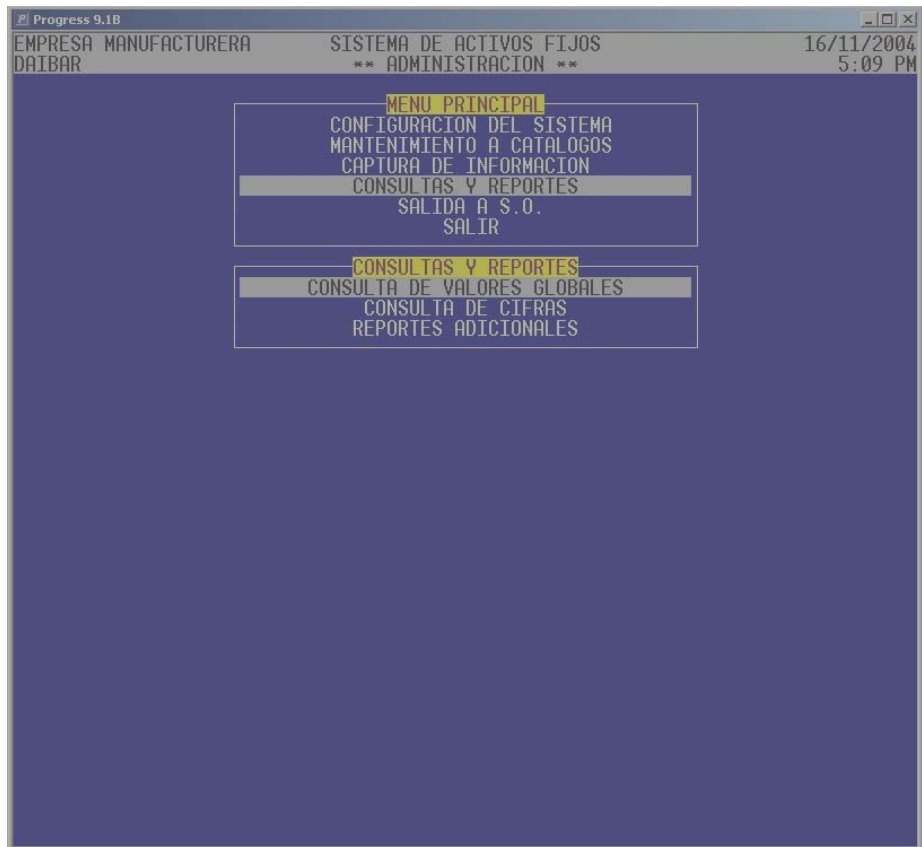 Progress 9.1B
EMPRESA MANUFACTURERA SISTEMA DE ACTIVOS FIJOS 16/11/2004
DAIBAR ** ADMINISTRACION ** 5:09 PM
MENU PRINCIPAL
CONFIGURACION DEL SISTEMA
MANTENIMIENTO A CATALOGOS
CAPTURA DE INFORMACION
CONSULTAS Y REPORTES
SALIDA A S.O.
SALIR
CONSULTAS Y REPORTES
CONSULTA DE VALORES GLOBALES
CONSULTA DE CIFRAS
REPORTES ADICIONALES